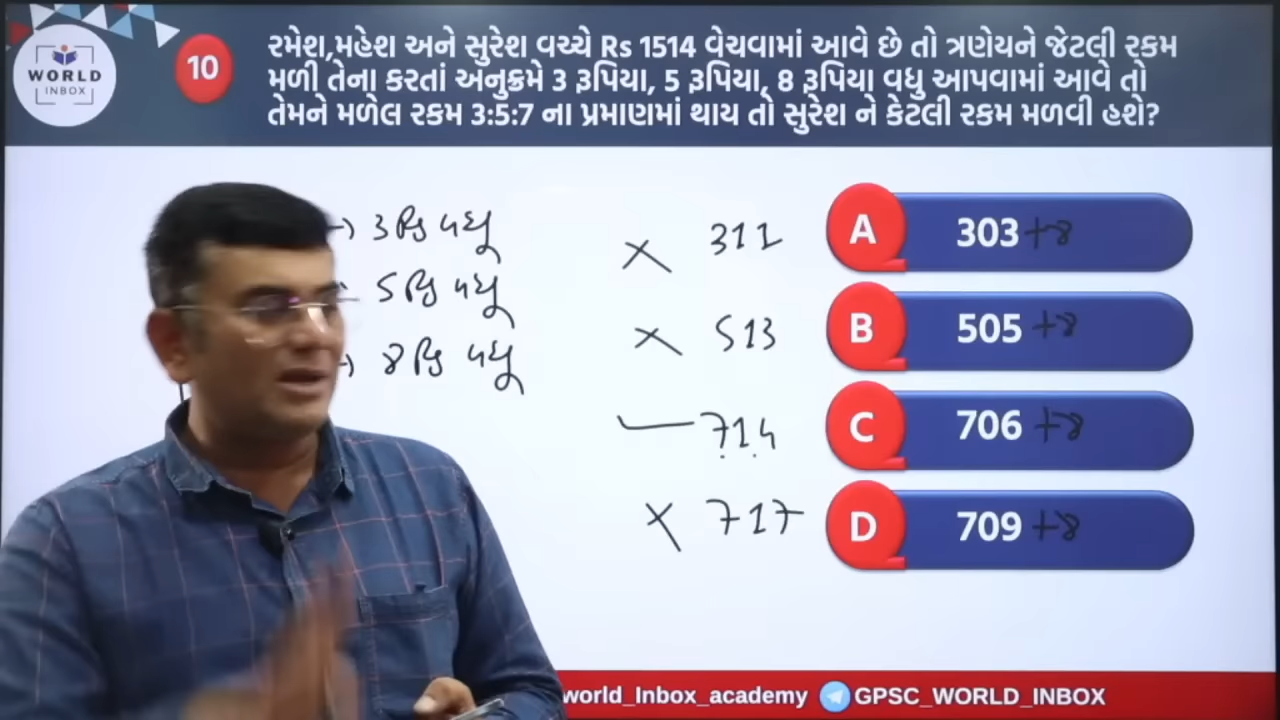 WORLD
INBOX
10
રમેશ,મહેશ અને સુરેશ વચ્ચે Rs 1514 વેચવામાં આવે છે તો ત્રણેયને જેટલી રકમ
મળી તેના કરતાં અનુક્રમે 3 રૂપિયા, 5 રૂપિયા, 8 રૂપિયા વધુ આપવામાં આવે તો
તેમને મળેલ રકમ 3:5:7 ના પ્રમાણમાં થાય તો સુરેશ ને કેટલી રકમ મળવી હશે?
3 રૂ વધુ
5 રૂ વધુ
8 રૂ વધુ
× 311
× 513
714
× 717
A 303 +8
B 505 +8
C 706 +8
D 709 +8
world_Inbox_academy GPSC_WORLD_INBOX